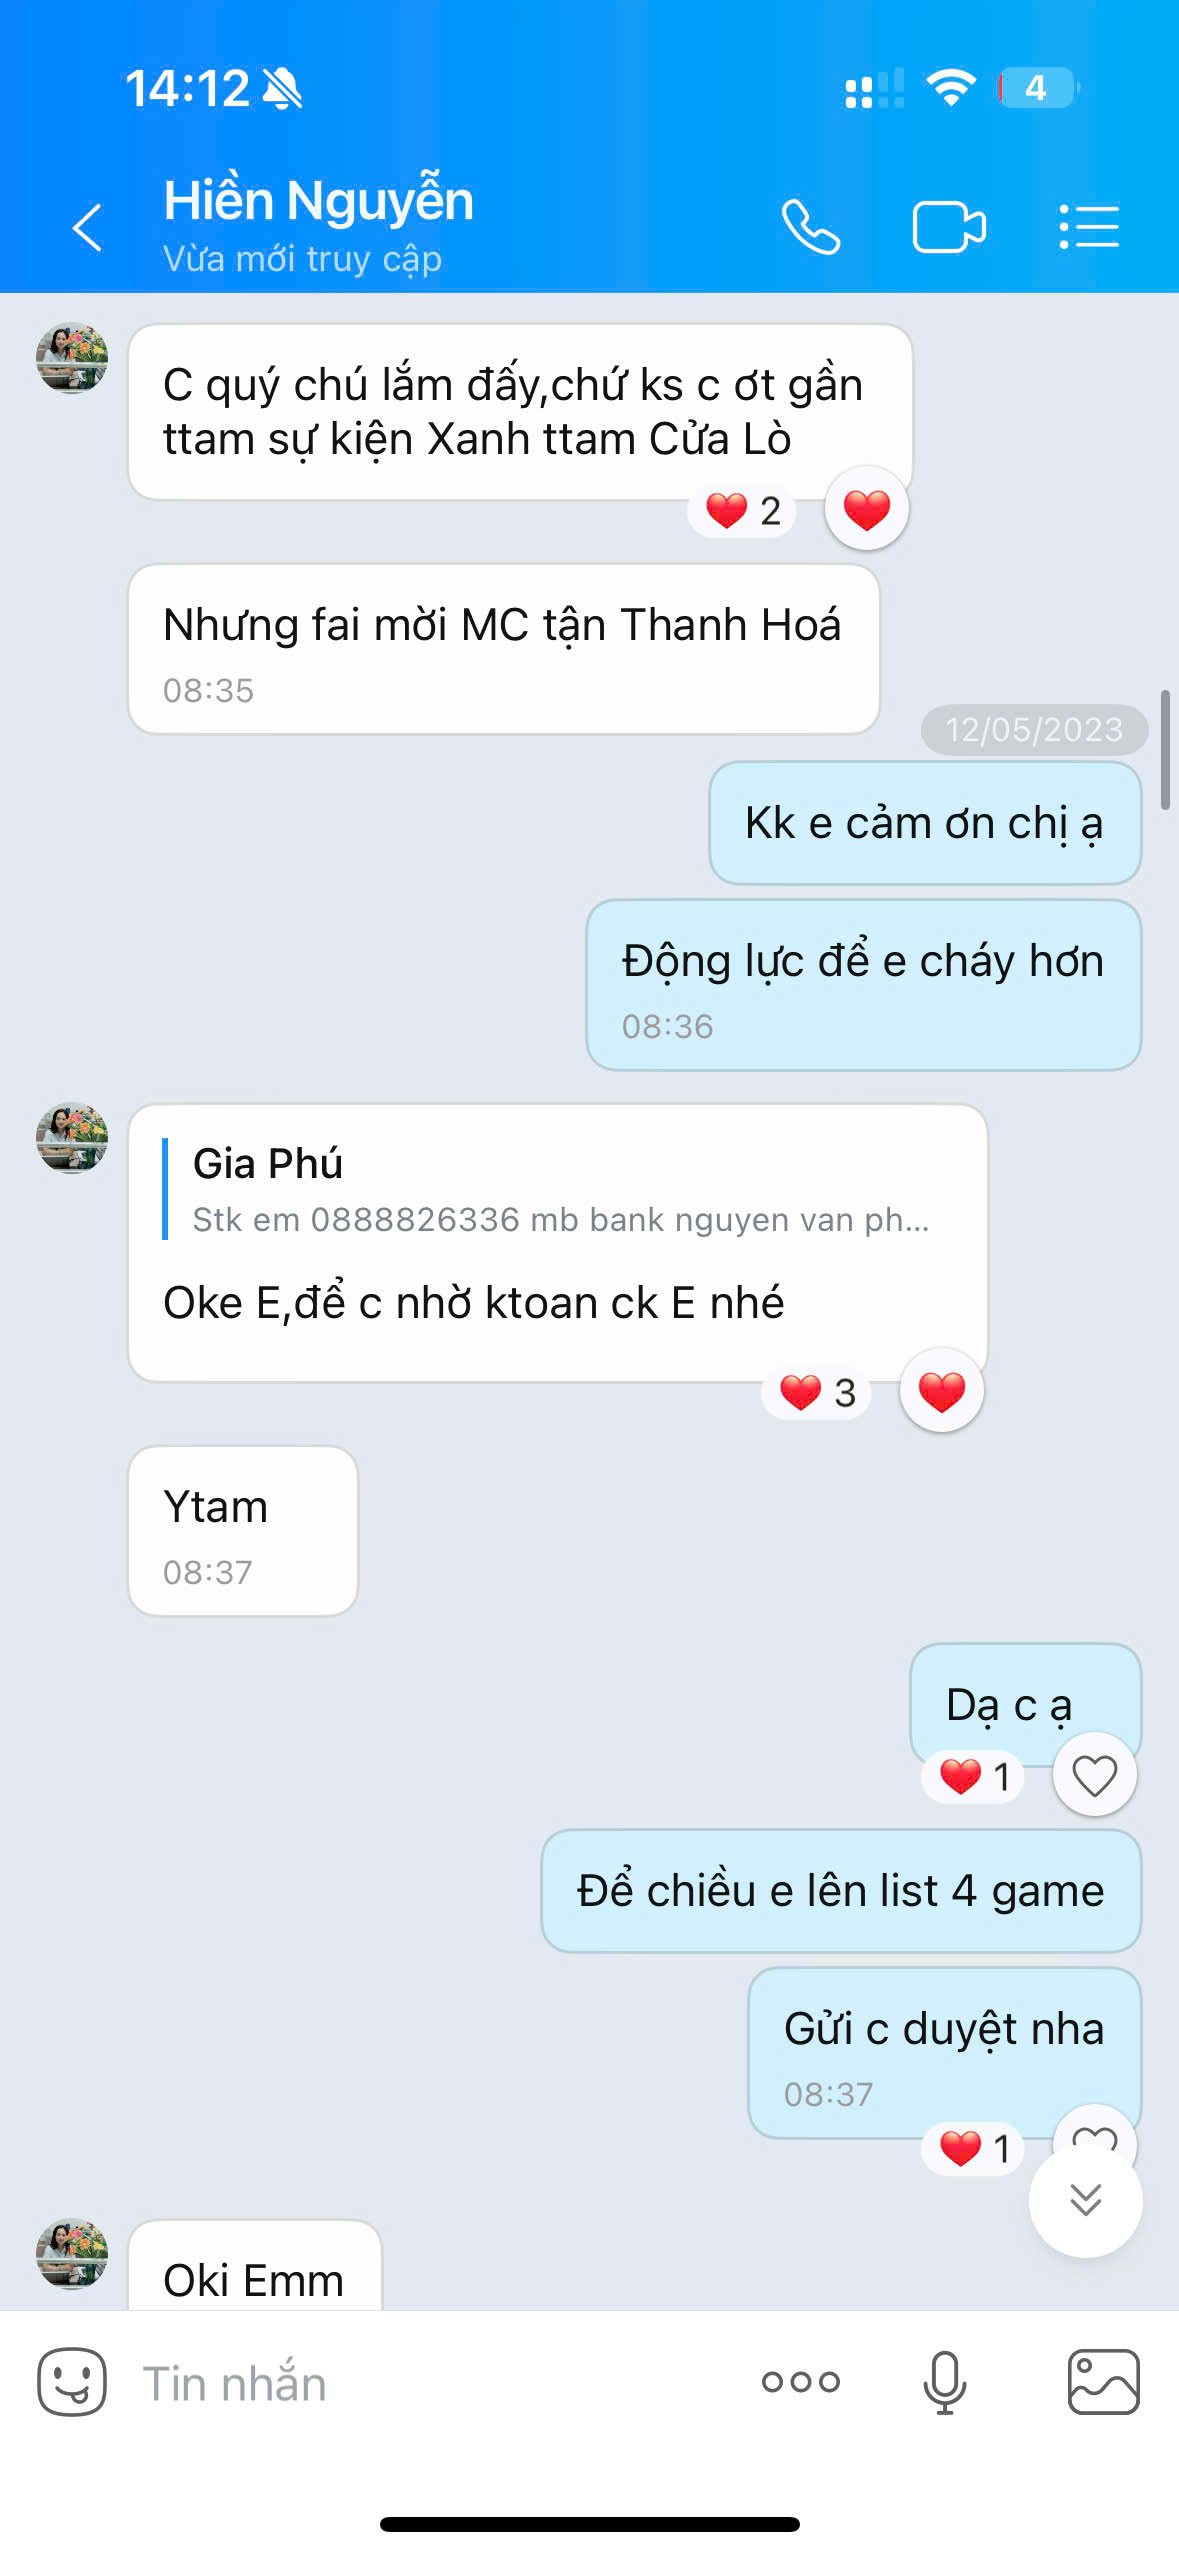 14:12
4
Hiền Nguyễn
Vừa mới truy cập
C quý chú lắm đấy,chứ ks c ơt gần
ttam sự kiện Xanh ttam Cửa Lò
2
Nhưng fai mời MC tận Thanh Hoá
08:35
12/05/2023
Kk e cảm ơn chị ạ
Động lực để e cháy hơn
08:36
Gia Phú
Stk em 0888826336 mb bank nguyen van ph...
Oke E,để c nhờ ktoan ck E nhé
3
Ytam
08:37
Dạ c ạ
1
Để chiều e lên list 4 game
Gửi c duyệt nha
08:37
1
Oki Emm
Tin nhắn